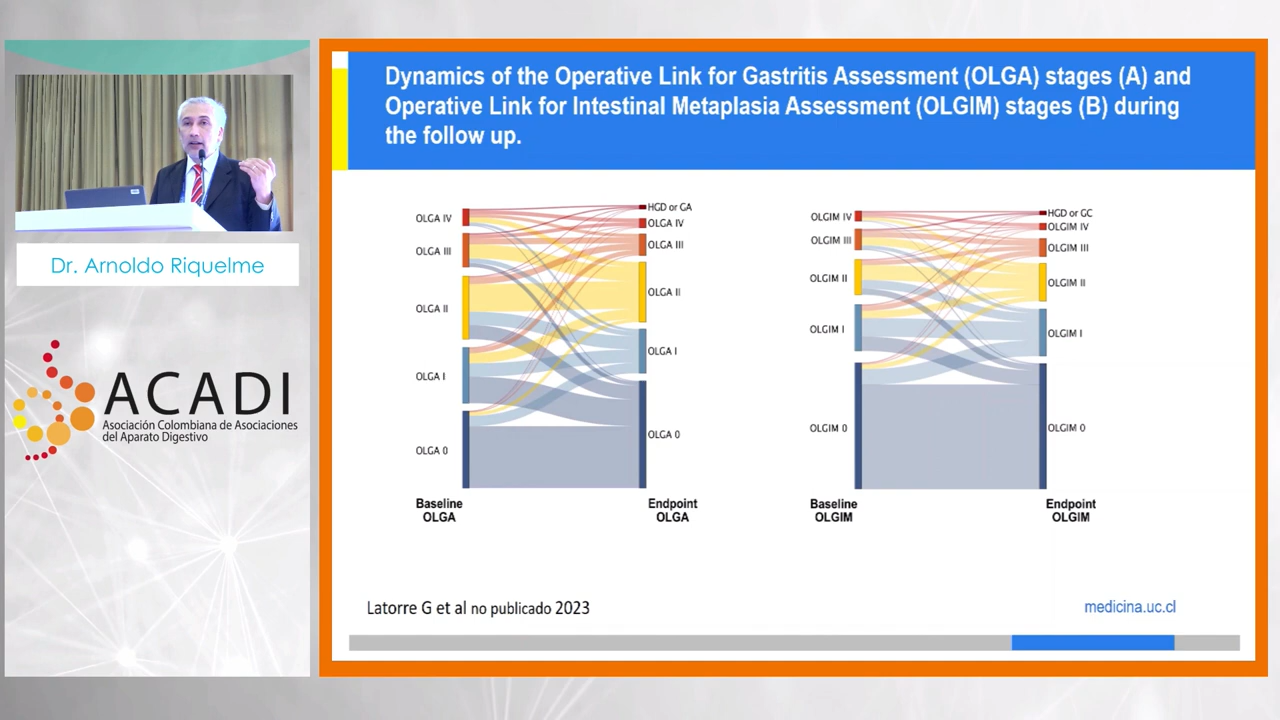 Dynamics of the Operative Link for Gastritis Assessment (OLGA) stages (A) and
Operative Link for Intestinal Metaplasia Assessment (OLGIM) stages (B) during
the follow up.
Dr. Arnoldo Riquelme
ACADI
Asociación Colombiana de Asociaciones
del Aparato Digestivo
OLGA IV
OLGA III
OLGA II
OLGA I
OLGA 0
HGD or GA
OLGA IV
OLGA III
OLGA II
OLGA I
OLGA 0
Baseline
OLGA
Endpoint
OLGA
OLGIM IV
OLGIM III
OLGIM II
OLGIM I
OLGIM 0
HGD or GC
OLGIM IV
OLGIM III
OLGIM II
OLGIM I
OLGIM 0
Baseline
OLGIM
Endpoint
OLGIM
Latorre G et al no publicado 2023
medicina.uc.cl